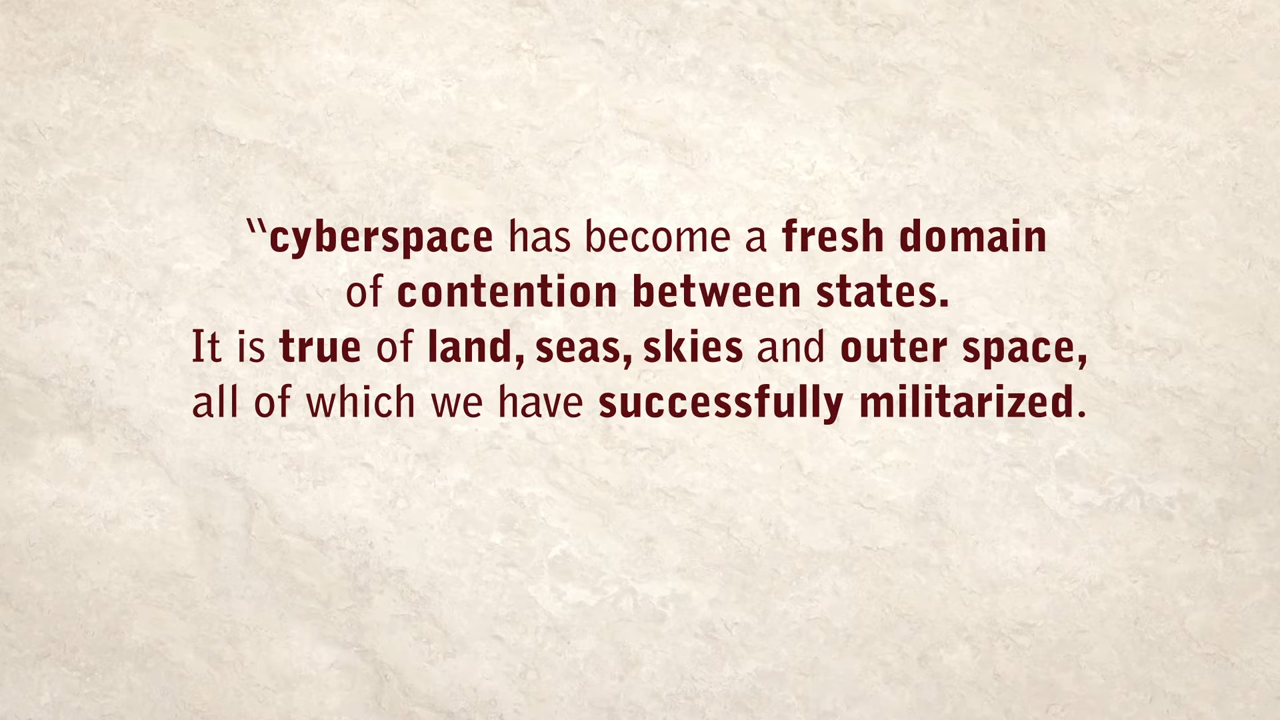 “cyberspace has become a fresh domain
of contention between states.
It is true of land, seas, skies and outer space,
all of which we have successfully militarized.